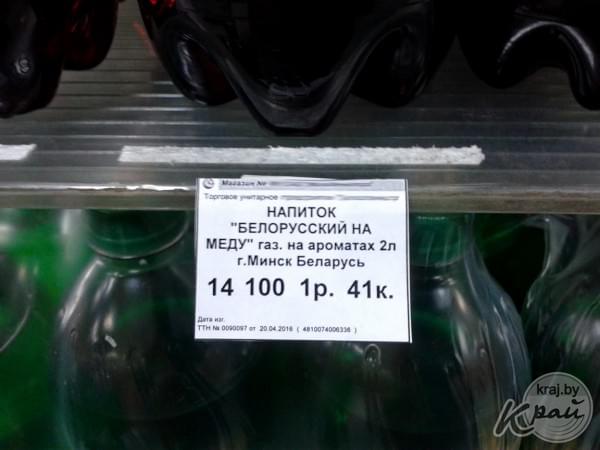 Магазин №
Торговое унитарное
НАПИТОК
"БЕЛОРУССКИЙ НА
МЕДУ" газ. на ароматах 2л
г.Минск Беларусь
14 100 1р. 41к.
Дата изг.
ТТН № 0090097 от 20.04.2016 ( 4810074006336 )
kraj.by
Край